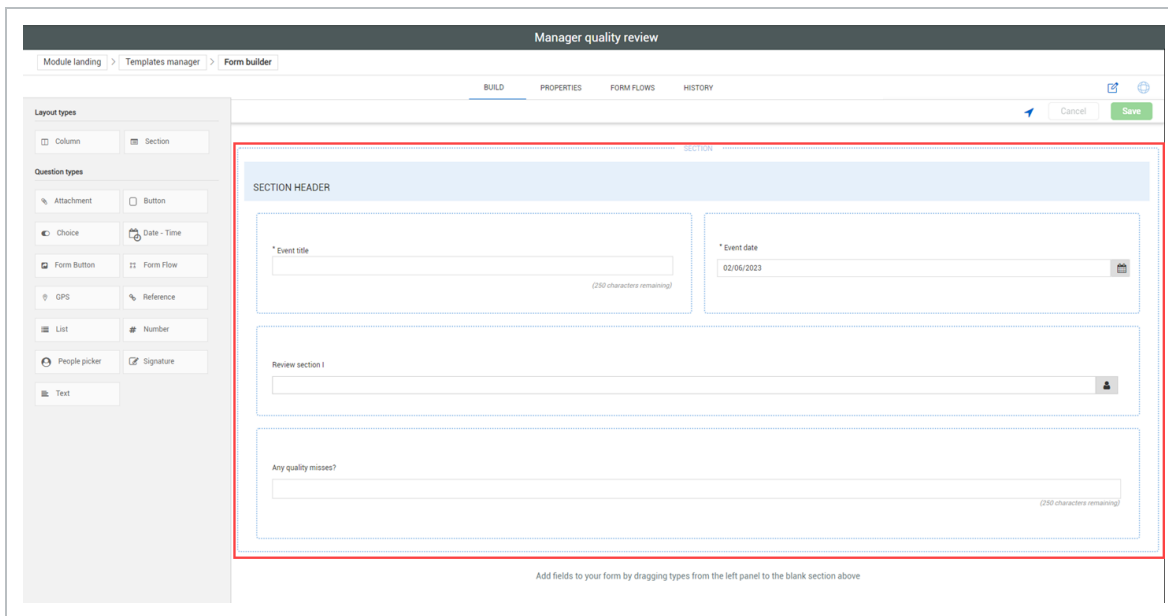 Manager quality review
Module landing > Templates manager > Form builder
BUILD PROPERTIES FORM FLOWS HISTORY
Cancel Save
Layout types
Column Section
Question types
Attachment Button
Choice Date - Time
Form Button Form Flow
GPS Reference
List Number
People picker Signature
Text
SECTION
SECTION HEADER
* Event title
(250 characters remaining)
* Event date
02/06/2023
Review section I
Any quality misses?
(250 characters remaining)
Add fields to your form by dragging types from the left panel to the blank section above